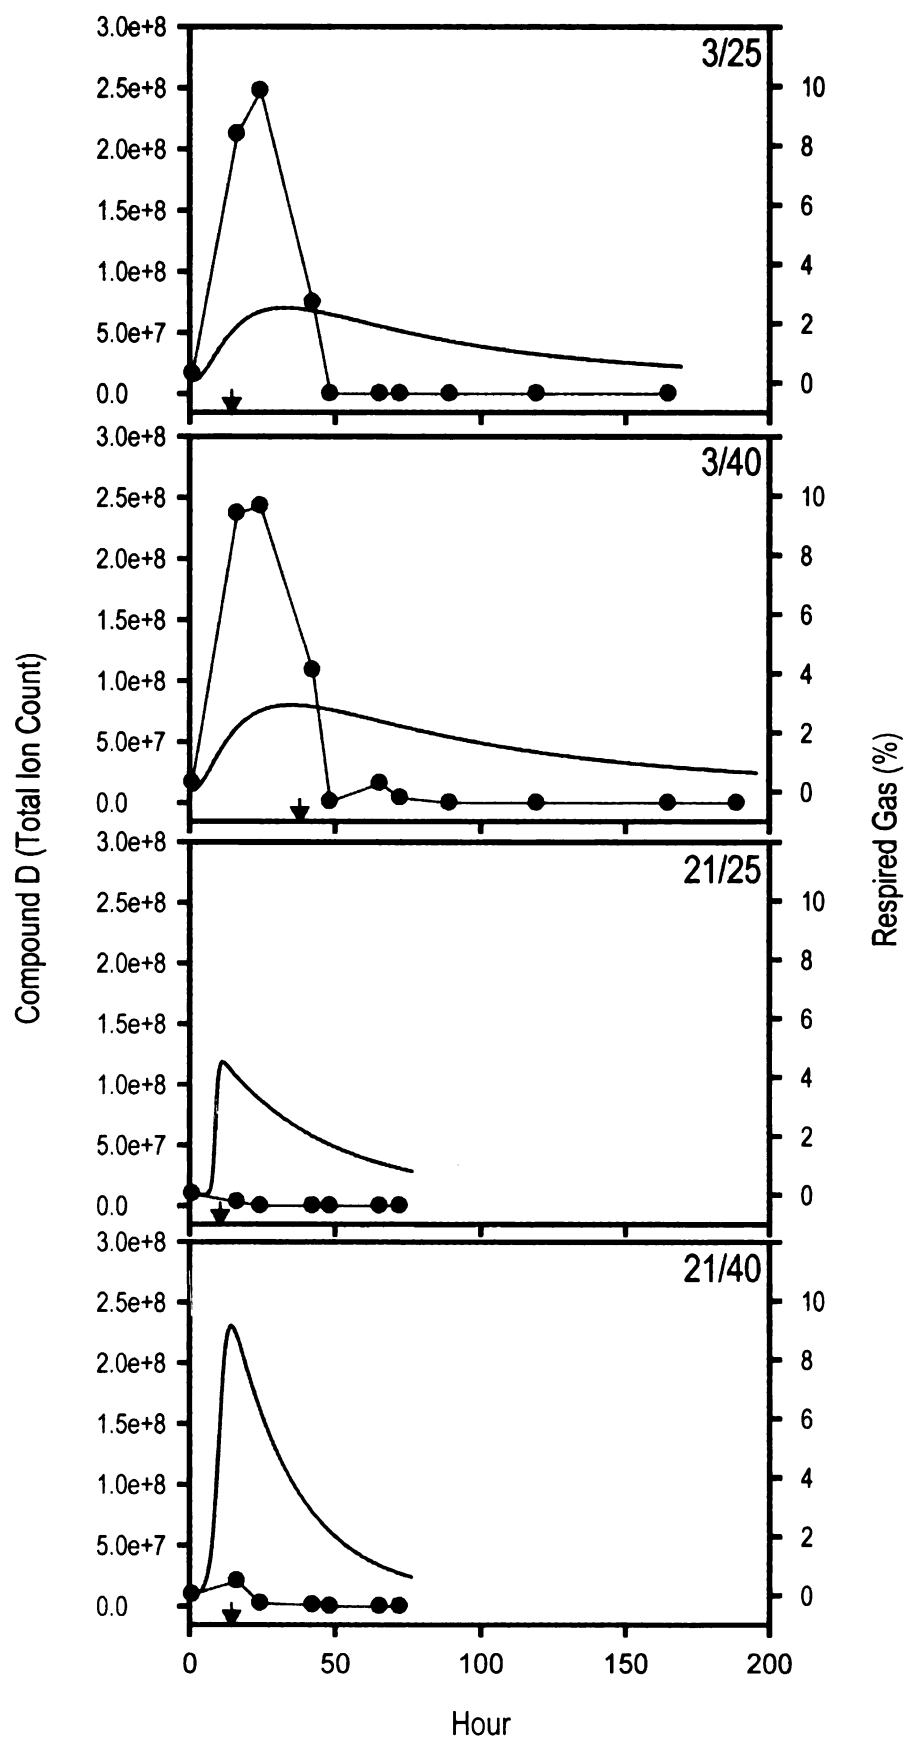 3/25
3.0e+8
2.5e+8
2.0e+8
1.5e+8
1.0e+8
5.0e+7
0.0
10
8
6
4
2
0
3/40
3.0e+8
2.5e+8
2.0e+8
1.5e+8
1.0e+8
5.0e+7
0.0
10
8
6
4
2
0
21/25
3.0e+8
2.5e+8
2.0e+8
1.5e+8
1.0e+8
5.0e+7
0.0
10
8
6
4
2
0
21/40
3.0e+8
2.5e+8
2.0e+8
1.5e+8
1.0e+8
5.0e+7
0.0
10
8
6
4
2
0
0 50 100 150 200
Hour
Compound D (Total Ion Count)
Respired Gas (%)